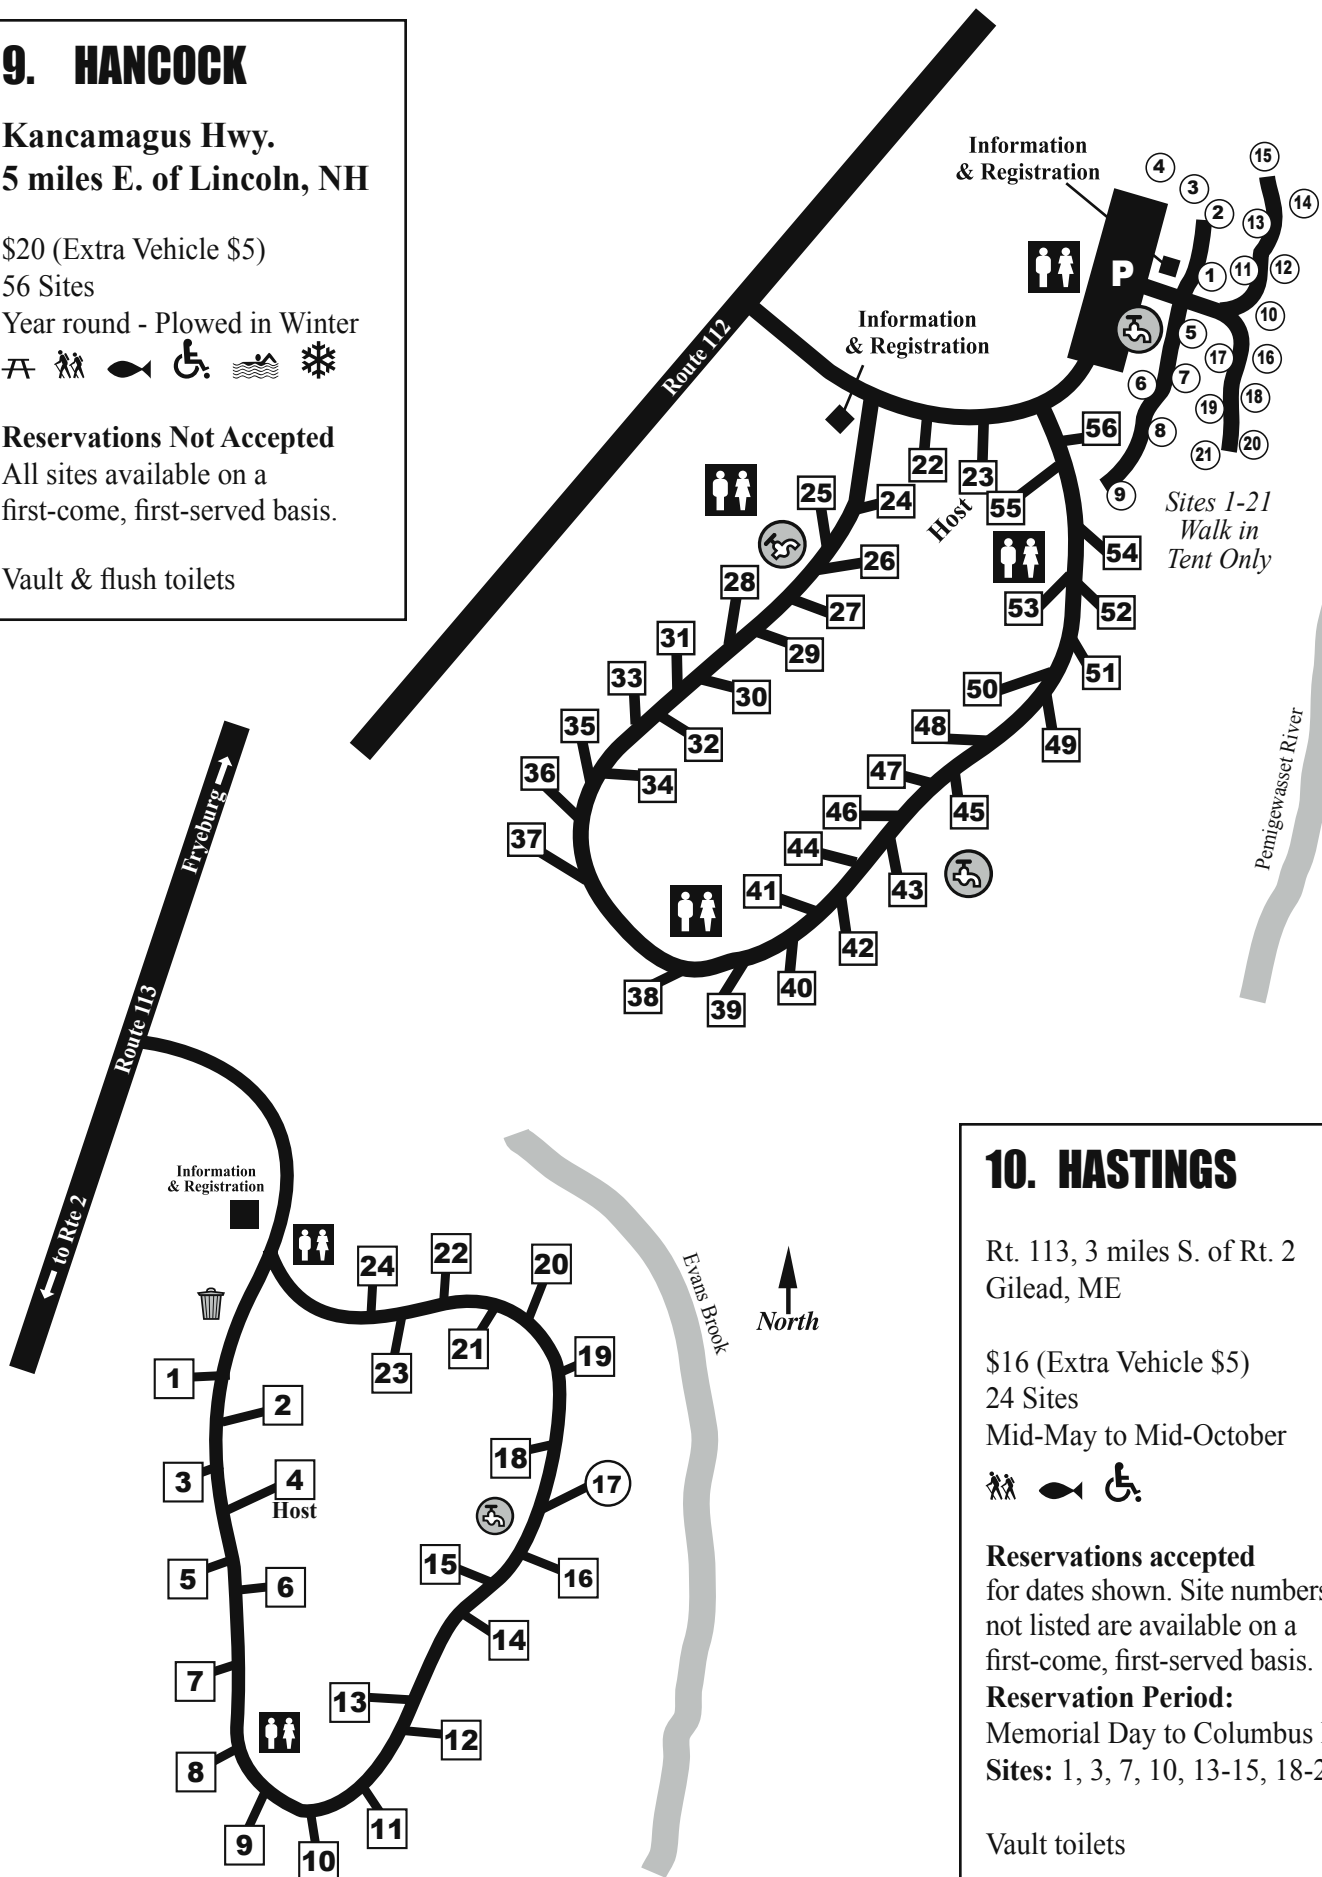 9. HANCOCK
Kancamagus Hwy.
5 miles E. of Lincoln, NH
$20 (Extra Vehicle $5)
56 Sites
Year round - Plowed in Winter
Reservations Not Accepted
All sites available on a
first-come, first-served basis.
Vault & flush toilets
Route 112
Information
& Registration
Information
& Registration
P
4
3
2
1
15
14
13
12
11
10
5
6
7
8
9
17
16
18
19
20
21
Sites 1-21
Walk in
Tent Only
22
23
Host
24
25
26
27
28
29
30
31
32
33
34
35
36
37
38
39
40
41
42
43
44
45
46
47
48
49
50
51
52
53
54
55
56
Pemigewasset River
Fryeburg
Route 113
to Rte 2
Information
& Registration
1
2
3
4
Host
5
6
7
8
9
10
11
12
13
14
15
16
17
18
19
20
21
22
23
24
Evans Brook
North
10. HASTINGS
Rt. 113, 3 miles S. of Rt. 2
Gilead, ME
$16 (Extra Vehicle $5)
24 Sites
Mid-May to Mid-October
Reservations accepted
for dates shown. Site numbers
not listed are available on a
first-come, first-served basis.
Reservation Period:
Memorial Day to Columbus
Sites: 1, 3, 7, 10, 13-15,
Vault toilets